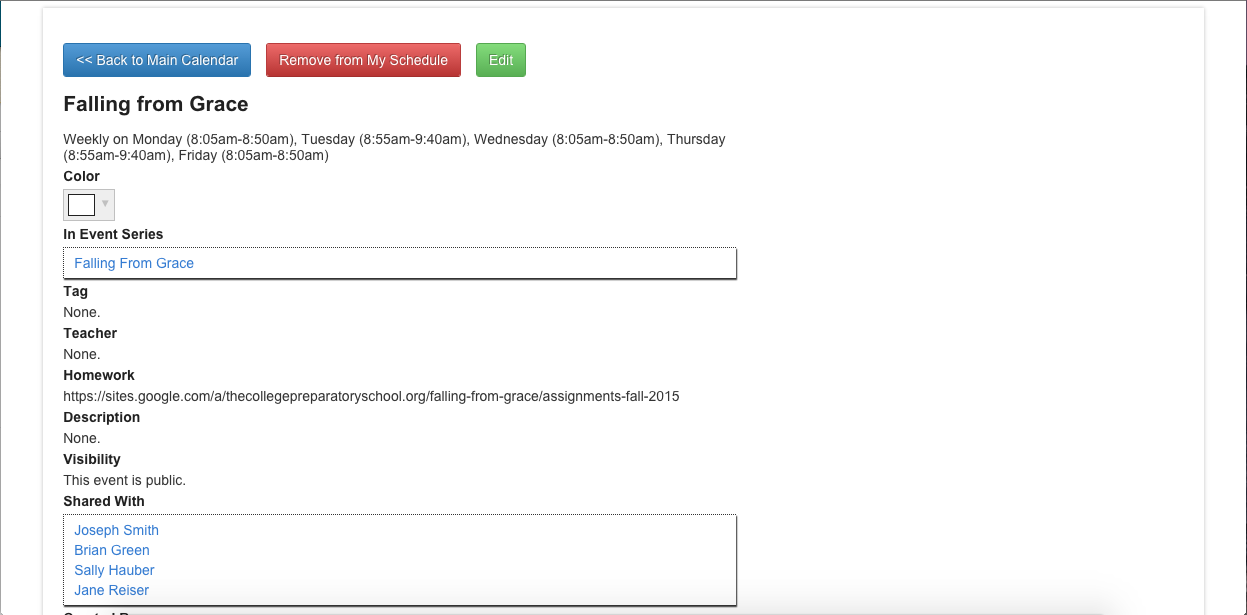 << Back to Main Calendar Remove from My Schedule Edit
Falling from Grace
Weekly on Monday (8:05am-8:50am), Tuesday (8:55am-9:40am), Wednesday (8:05am-8:50am), Thursday
(8:55am-9:40am), Friday (8:05am-8:50am)
Color
In Event Series
Falling From Grace
Tag
None.
Teacher
None.
Homework
https://sites.google.com/a/thecollegepreparatoryschool.org/falling-from-grace/assignments-fall-2015
Description
None.
Visibility
This event is public.
Shared With
Joseph Smith
Brian Green
Sally Hauber
Jane Reiser